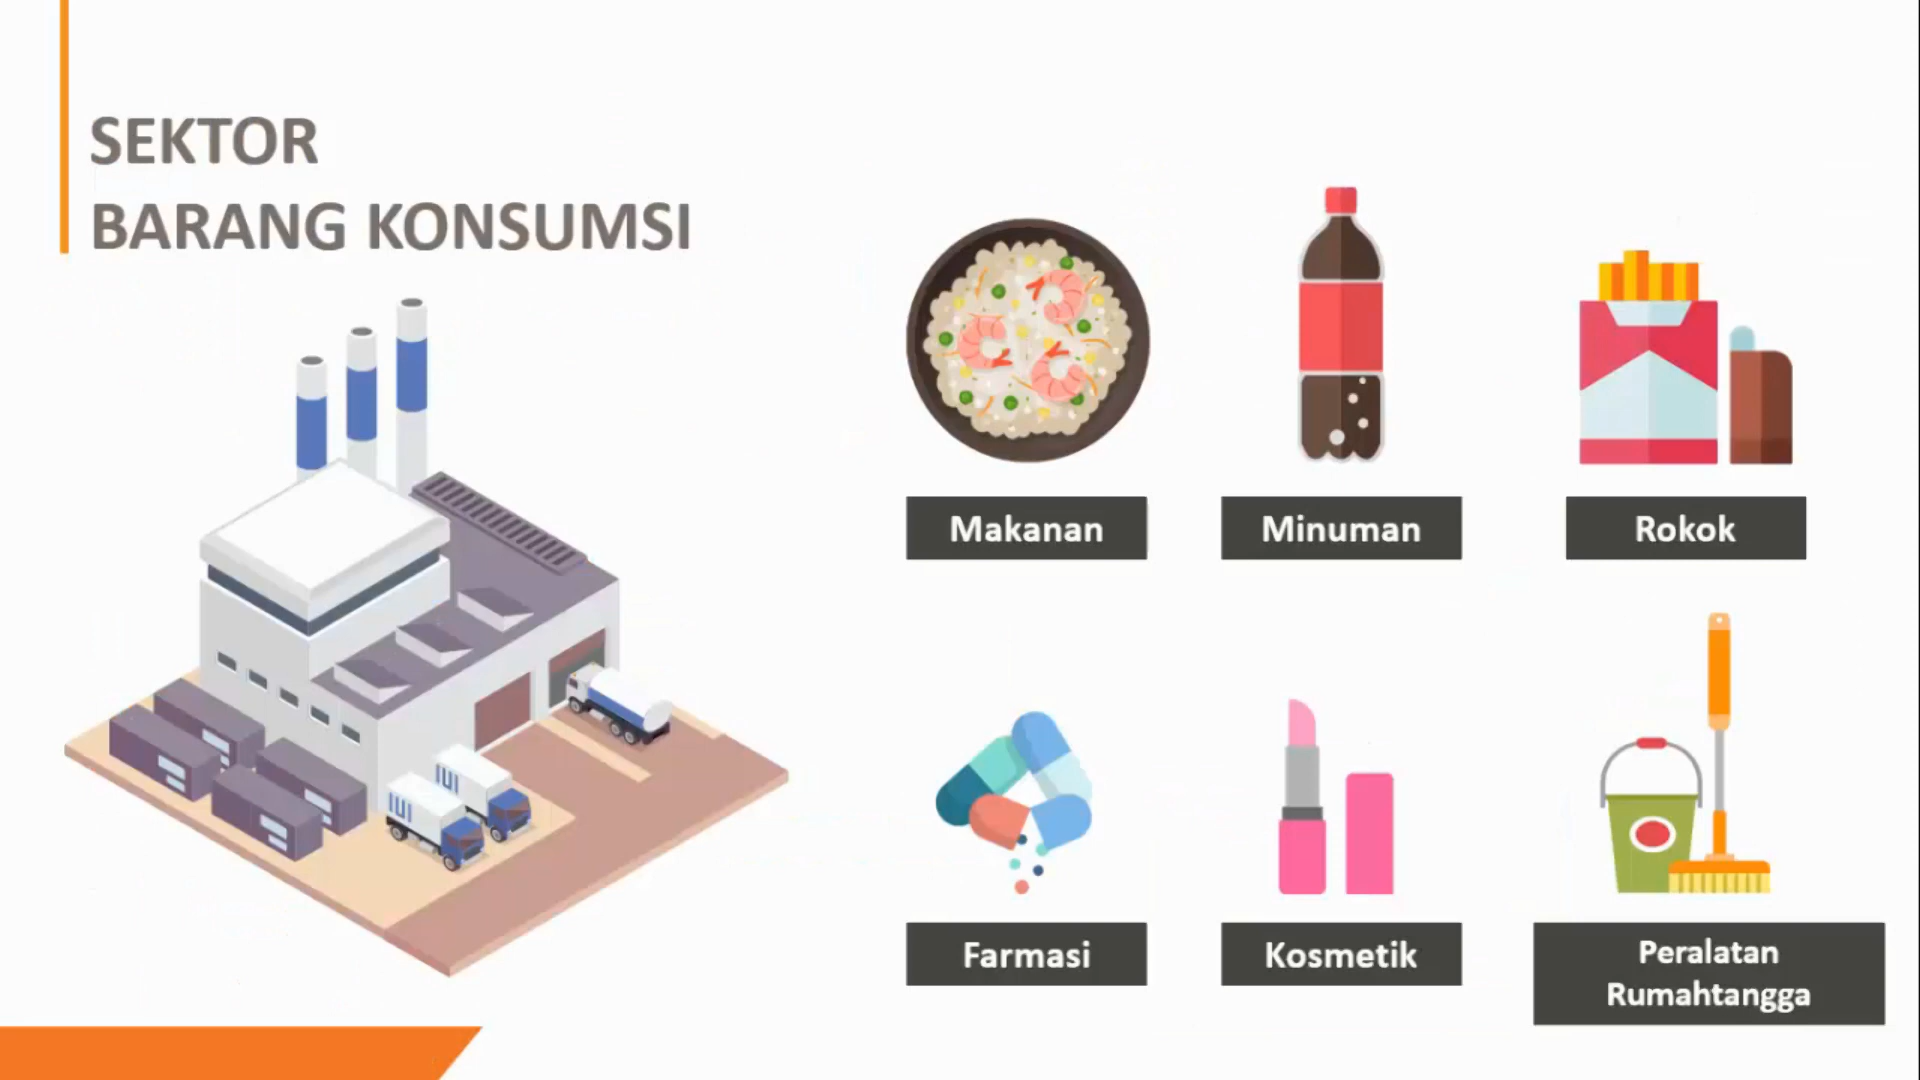 SEKTOR
BARANG KONSUMSI
Makanan
Minuman
Rokok
Farmasi
Kosmetik
Peralatan
Rumahtangga